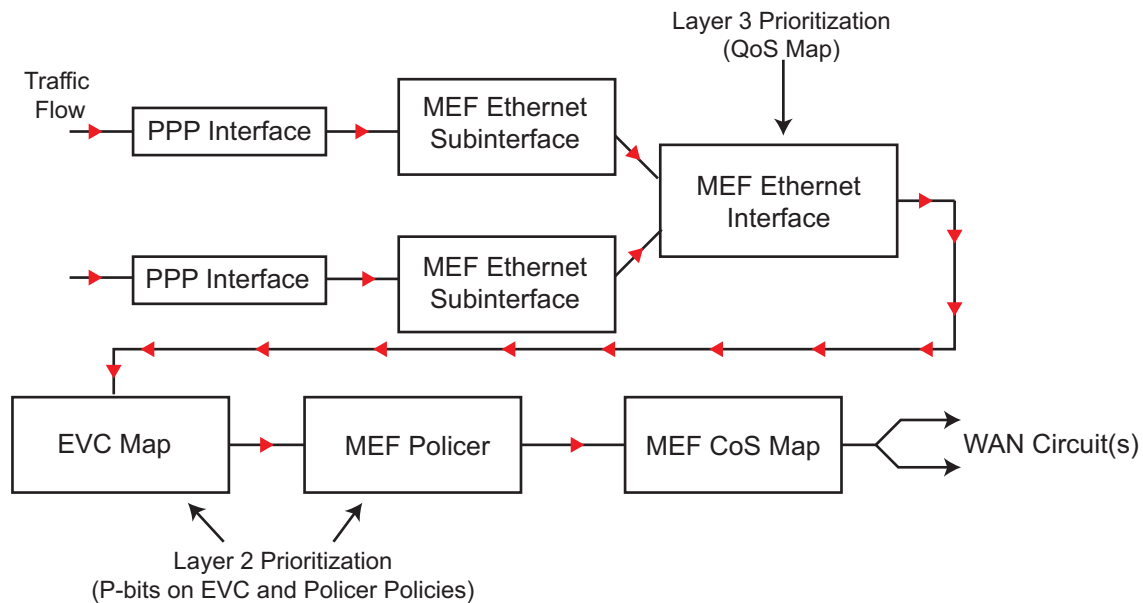 Layer 3 Prioritization
(QoS Map)
Traffic
Flow
PPP Interface
MEF Ethernet
Subinterface
MEF Ethernet
Interface
PPP Interface
MEF Ethernet
Subinterface
EVC Map
MEF Policer
MEF CoS Map
WAN Circuit(s)
Layer 2 Prioritization
(P-bits on EVC and Policer Policies)